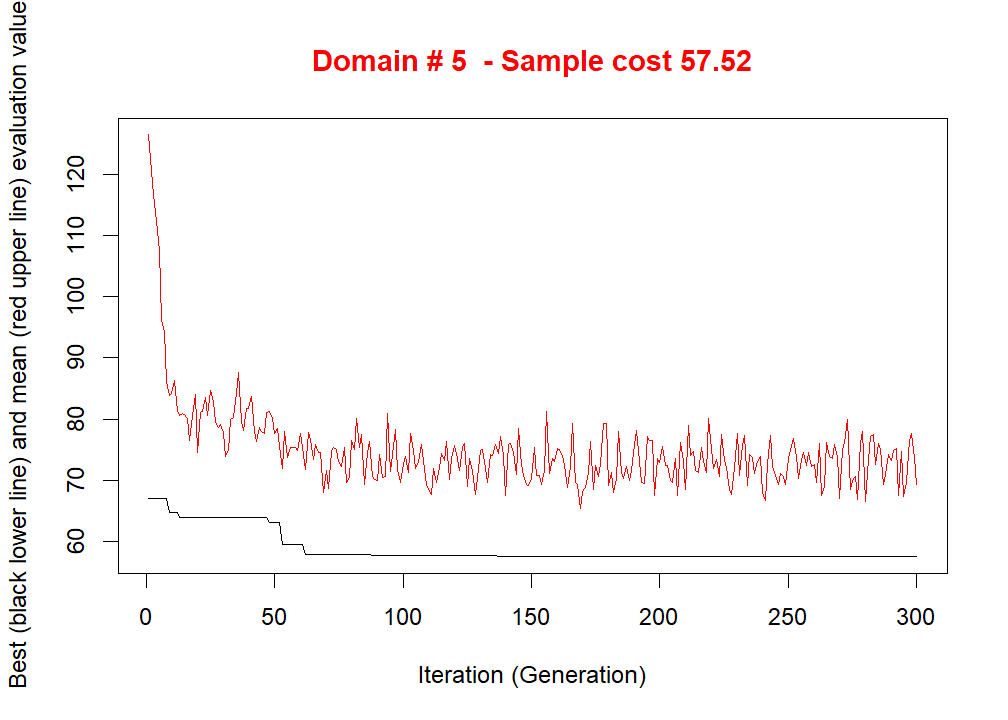 Domain # 5  - Sample cost 57.52
Best (black lower line) and mean (red upper line) evaluation value
120
110
100
90
80
70
60
0 50 100 150 200 250 300
Iteration (Generation)